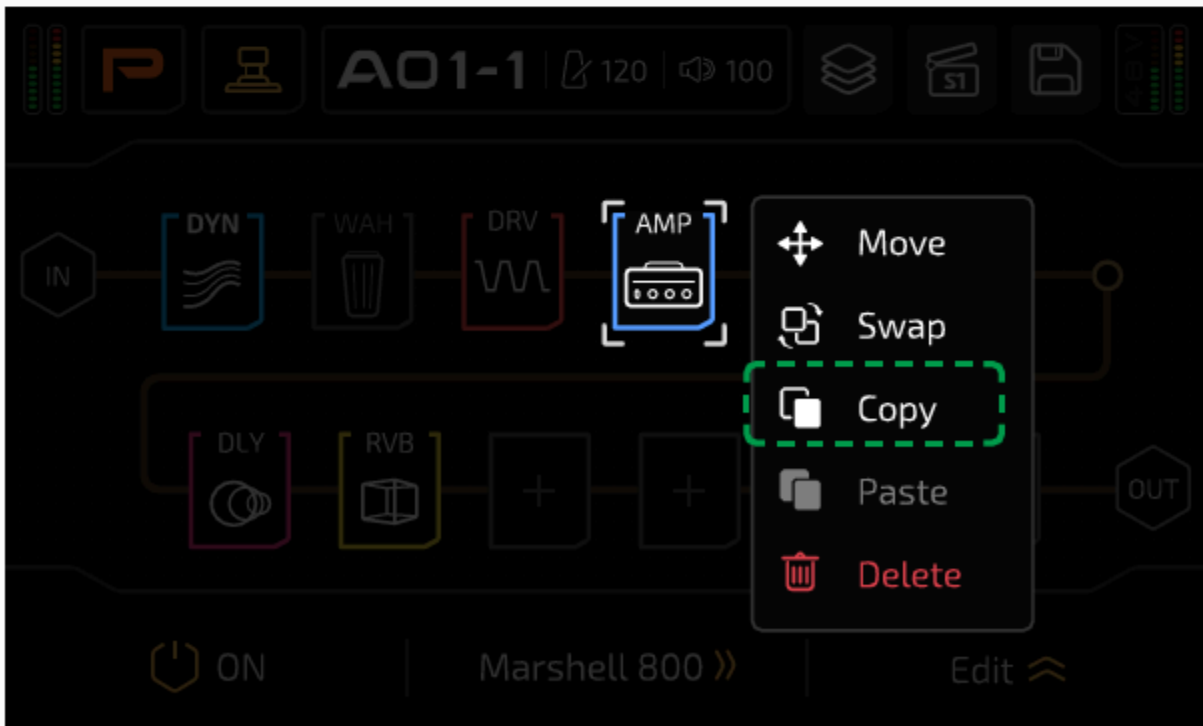 A01-1 120 100 S1 48V
IN
DYN
WAH
DRV
AMP
Move
Swap
Copy
Paste
Delete
DLY
RVB
OUT
ON
Marshell 800
Edit